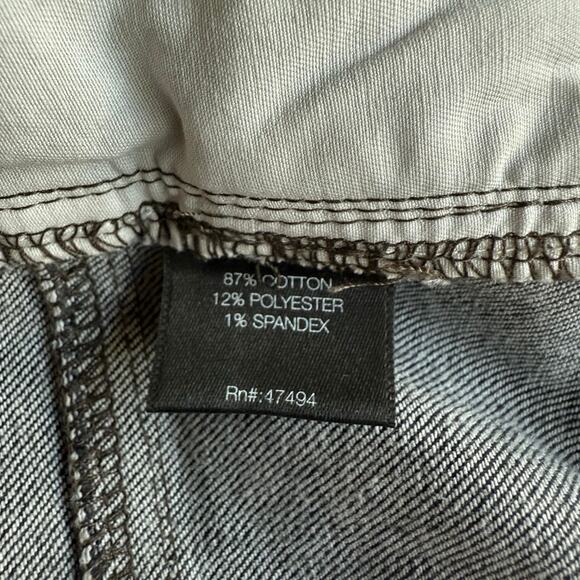 87% COTTON
12% POLYESTER
1% SPANDEX
Rn#:47494